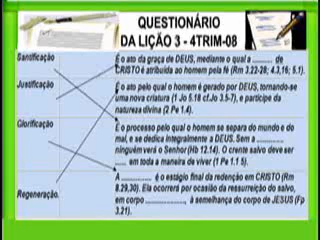 QUESTIONÁRIO
DA LIÇÃO 3 - 4TRIM-08
Santificação
É o ato da graça de DEUS, mediante o qual a ........... de
CRISTO é atribuída ao homem pela fé (Rm 3.22-28; 4.3,16; 5.1).
Justificação
É o ato pelo qual o homem é gerado por DEUS, tornando-se
uma nova criatura (1 Jo 5.18 cf.Jo 3.5-7), e partícipe da
natureza divina (2 Pe 1.4).
Glorificação
É o processo pelo qual o homem se separa do mundo e do
mal, e se dedica integralmente a DEUS. Sem a ...........
ninguém verá o Senhor(Hb 12.14). O crente salvo deve ser
...... em toda a maneira de viver (1 Pe 1.1 5).
Regeneração.
A ........... é o estágio final da redenção em CRISTO (Rm
8.29,30). Ela ocorrerá por ocasião da ressurreição do salvo,
em corpo ..........., à semelhança do corpo de JESUS (Fp
3.21).